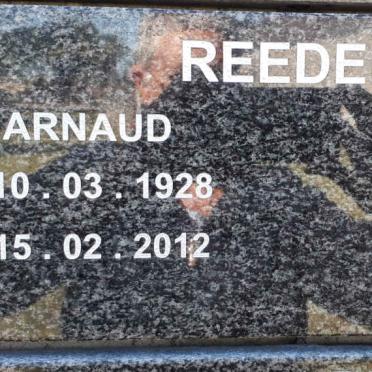 REEDE
ARNAUD
10 . 03 . 1928
15 . 02 . 2012